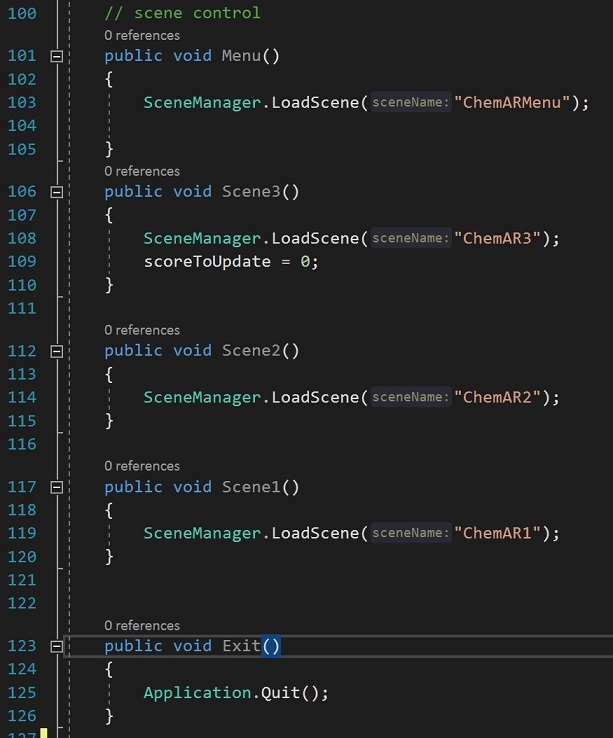 100 // scene control
0 references
101 public void Menu()
102 {
103 SceneManager.LoadScene(sceneName: "ChemARMenu");
104
105 }
0 references
106 public void Scene3()
107 {
108 SceneManager.LoadScene(sceneName: "ChemAR3");
109 scoreToUpdate = 0;
110 }
111
0 references
112 public void Scene2()
113 {
114 SceneManager.LoadScene(sceneName: "ChemAR2");
115 }
116
0 references
117 public void Scene1()
118 {
119 SceneManager.LoadScene(sceneName: "ChemAR1");
120 }
121
122
0 references
123 public void Exit()
124 {
125 Application.Quit();
126 }
127